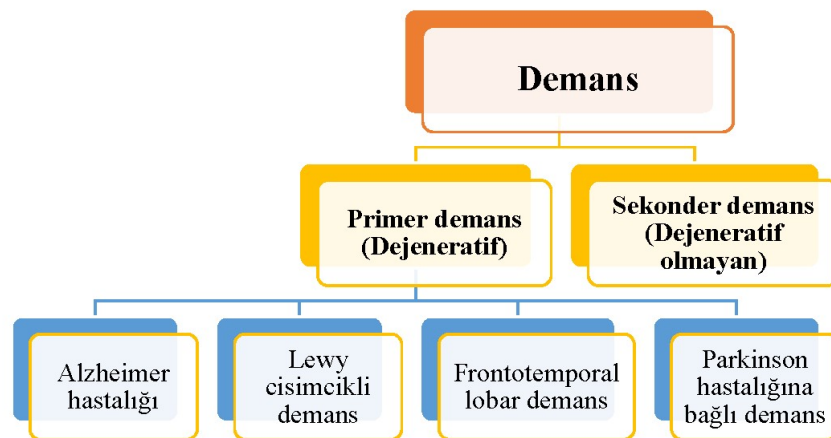 Demans
Primer demans
(Dejeneratif)
Sekonder demans
(Dejeneratif
olmayan)
Alzheimer
hastalığı
Lewy
cisimcikli
demans
Frontotemporal
lobar demans
Parkinson
hastalığına
bağlı demans